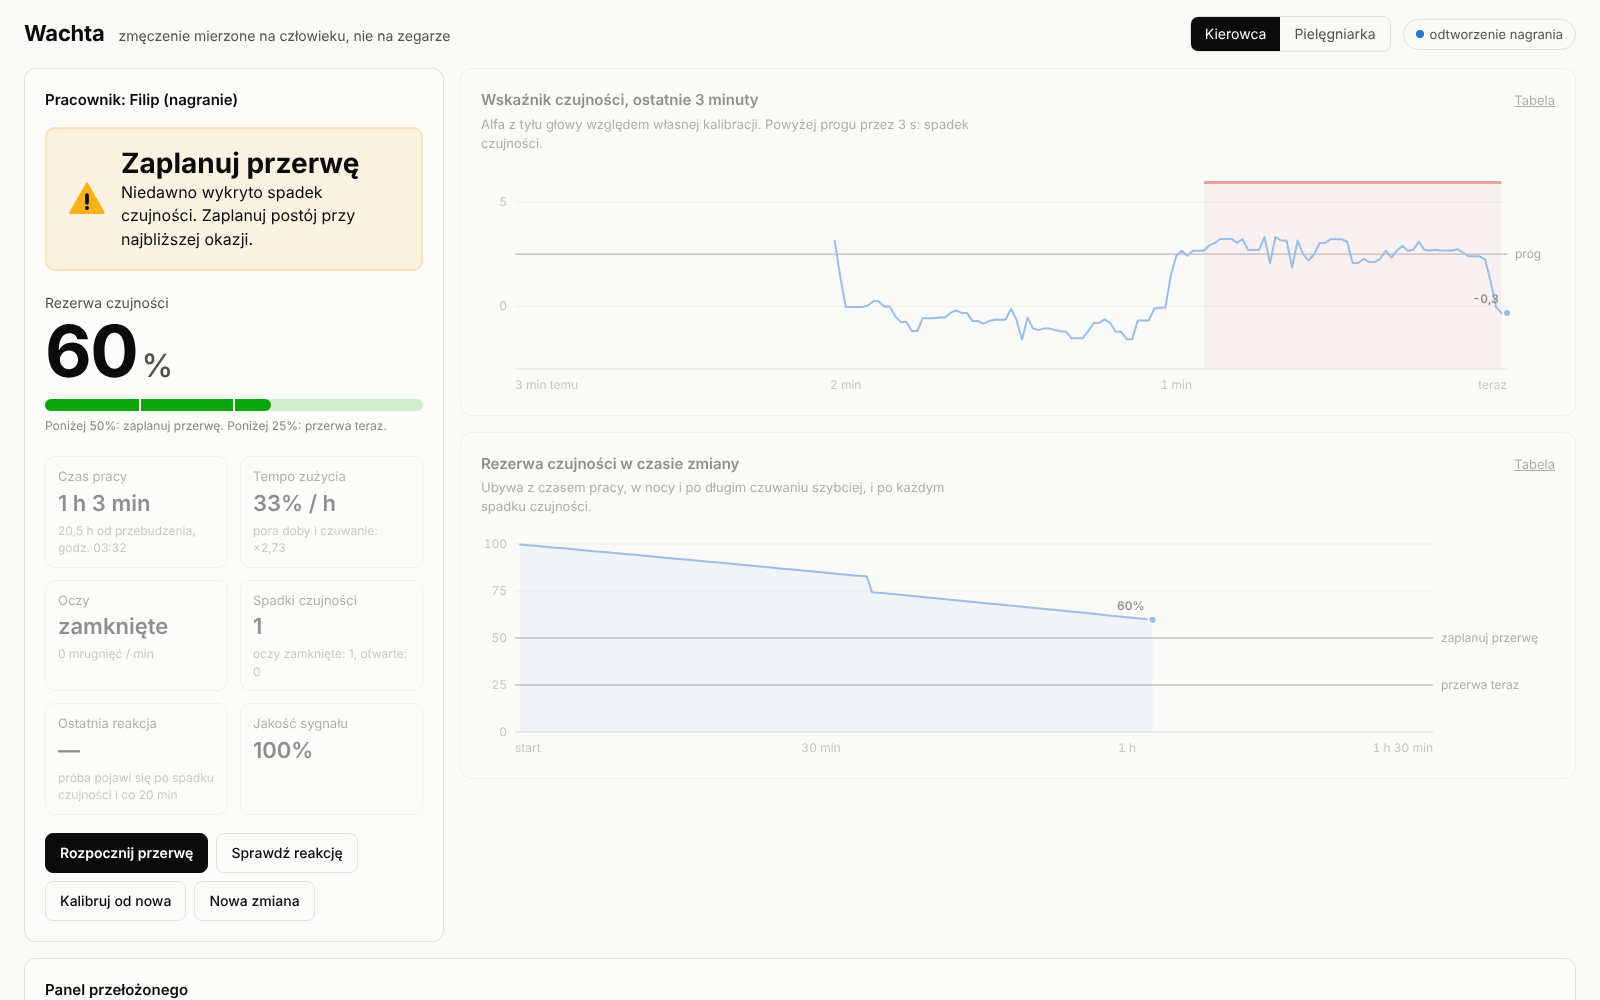 Wachta
zmęczenie mierzone na człowieku, nie na zegarze
Kierowca
Pielęgniarka
odtworzenie nagrania
Pracownik: Filip (nagranie)
Zaplanuj przerwę
Niedawno wykryto spadek
czujności. Zaplanuj postój przy
najbliższej okazji.
Rezerwa czujności
60 %
Poniżej 50%: zaplanuj przerwę. Poniżej 25%: przerwa teraz.
Czas pracy
1 h 3 min
20,5 h od przebudzenia,
godz. 03:32
Tempo zużycia
33% / h
pora doby i czuwanie:
×2,73
Oczy
zamknięte
0 mrugnięć / min
Spadki czujności
1
oczy zamknięte: 1, otwarte:
0
Ostatnia reakcja
—
próba pojawi się po spadku
czujności i co 20 min
Jakość sygnału
100%
Rozpocznij przerwę
Sprawdź reakcję
Kalibruj od nowa
Nowa zmiana
Wskaźnik czujności, ostatnie 3 minuty
Tabela
Alfa z tyłu głowy względem własnej kalibracji. Powyżej progu przez 3 s: spadek
czujności.
5
próg
0
-0,3
3 min temu
2 min
1 min
teraz
Rezerwa czujności w czasie zmiany
Tabela
Ubywa z czasem pracy, w nocy i po długim czuwaniu szybciej, i po każdym
spadku czujności.
100
75
60%
50
zaplanuj przerwę
25
przerwa teraz
0
start
30 min
1 h
1 h 30 min
Panel przełożonego